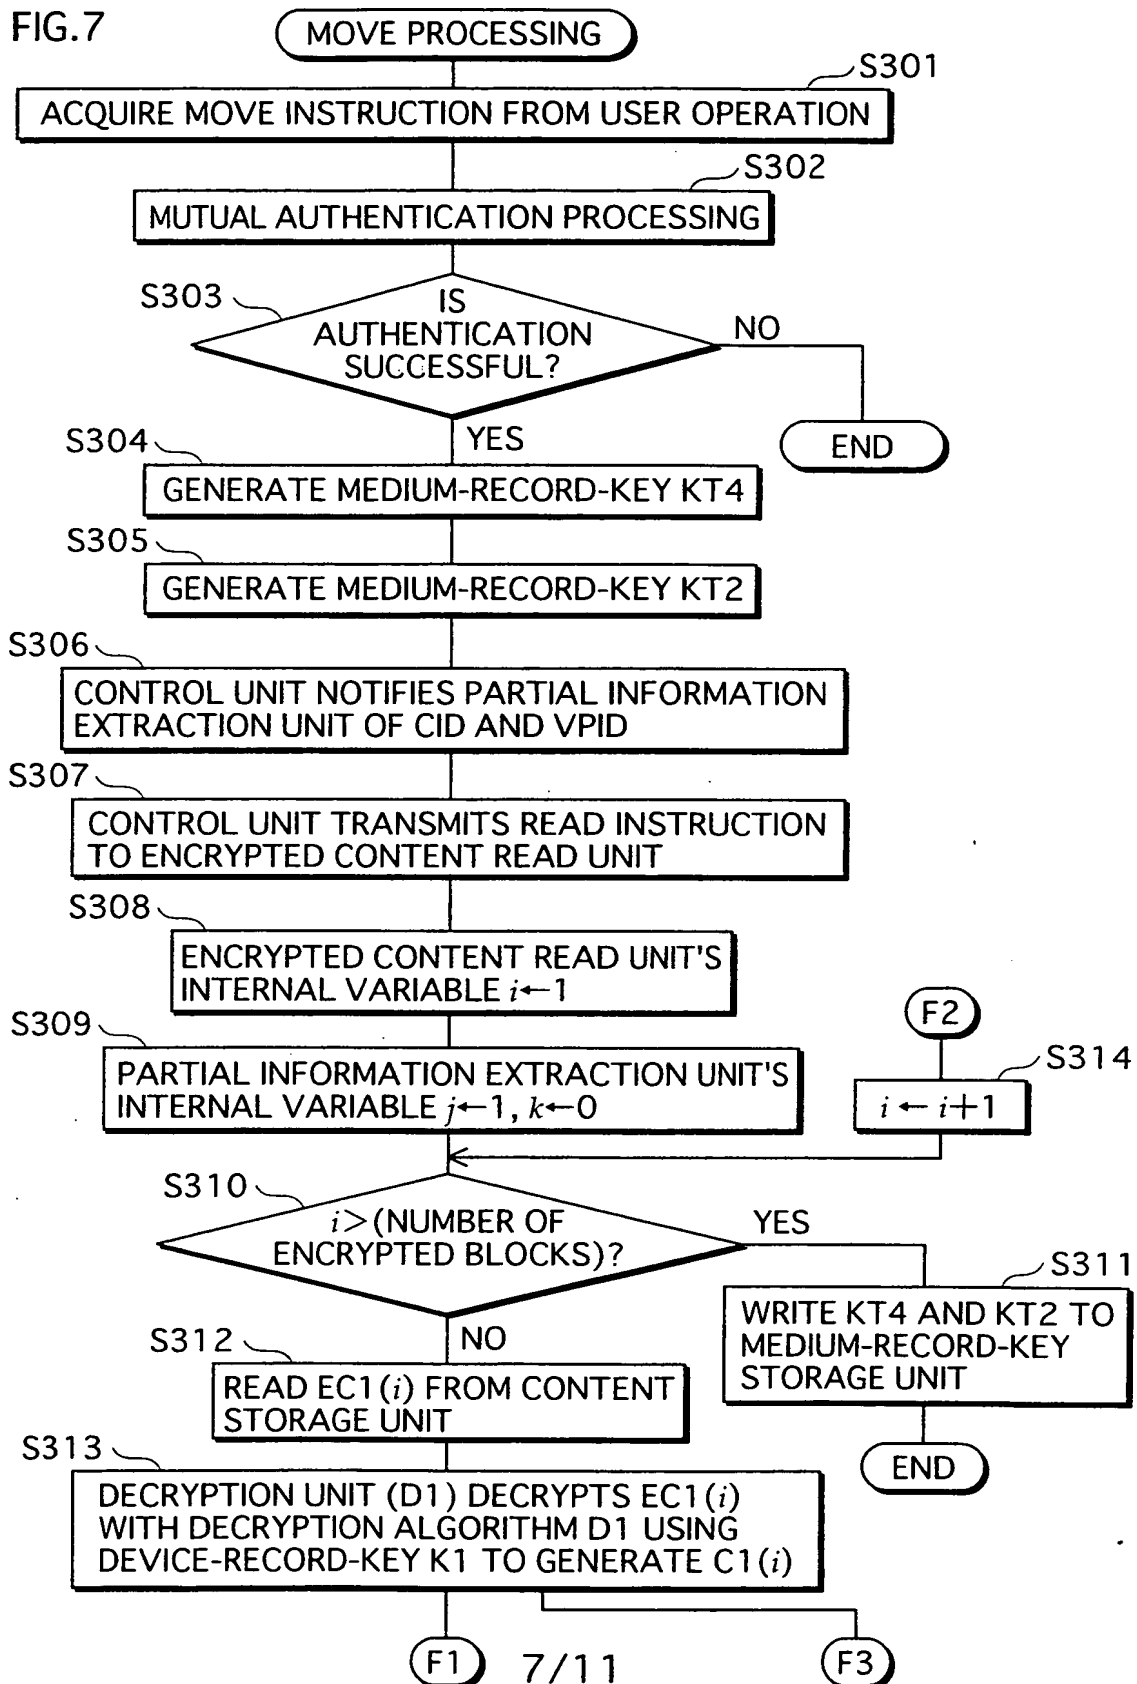 FIG.7
MOVE PROCESSING
S301
ACQUIRE MOVE INSTRUCTION FROM USER OPERATION
S302
MUTUAL AUTHENTICATION PROCESSING
S303
IS
AUTHENTICATION
SUCCESSFUL?
NO
END
YES
S304
GENERATE MEDIUM-RECORD-KEY KT4
S305
GENERATE MEDIUM-RECORD-KEY KT2
S306
CONTROL UNIT NOTIFIES PARTIAL INFORMATION
EXTRACTION UNIT OF CID AND VPID
S307
CONTROL UNIT TRANSMITS READ INSTRUCTION
TO ENCRYPTED CONTENT READ UNIT
S308
ENCRYPTED CONTENT READ UNIT'S
INTERNAL VARIABLE i←1
S309
PARTIAL INFORMATION EXTRACTION UNIT'S
INTERNAL VARIABLE j←1, k←0
F2
S314
i ← i+1
S310
i>(NUMBER OF
ENCRYPTED BLOCKS)?
YES
S311
WRITE KT4 AND KT2 TO
MEDIUM-RECORD-KEY
STORAGE UNIT
END
NO
S312
READ EC1(i) FROM CONTENT
STORAGE UNIT
S313
DECRYPTION UNIT (D1) DECRYPTS EC1(i)
WITH DECRYPTION ALGORITHM D1 USING
DEVICE-RECORD-KEY K1 TO GENERATE C1(i)
F1
7/11
F3